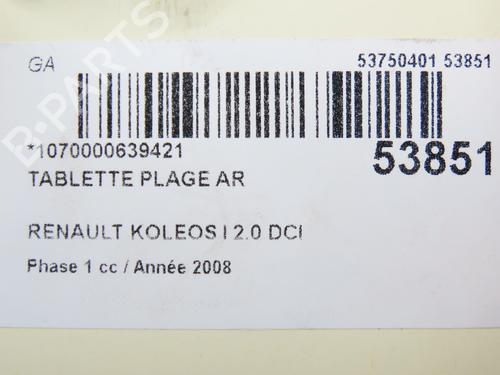 GA
53750401 53851
*1070000639421
53851
TABLETTE PLAGE AR
RENAULT KOLEOS I 2.0 DCI
Phase 1 cc / Année 2008
B-PARTS